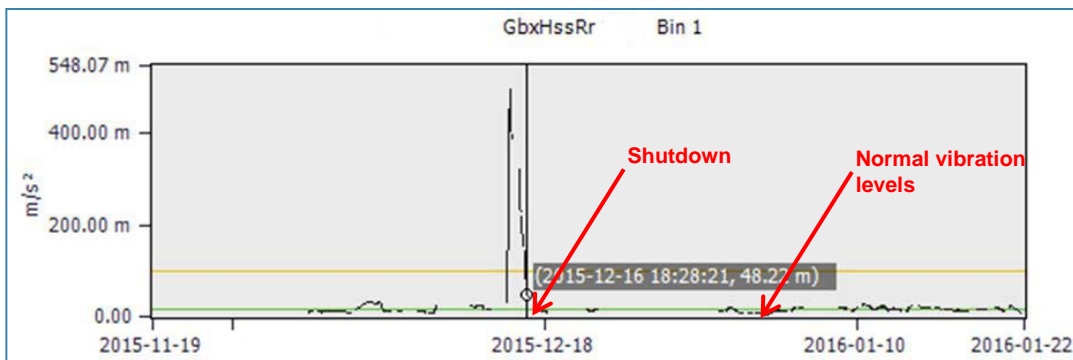 GbxHssRr Bin 1
548.07 m
400.00 m
200.00 m
0.00
m/s²
Shutdown
Normal vibration
levels
(2015-12-16 18:28:21, 48.22 m)
2015-11-19
2015-12-18
2016-01-10
2016-01-22